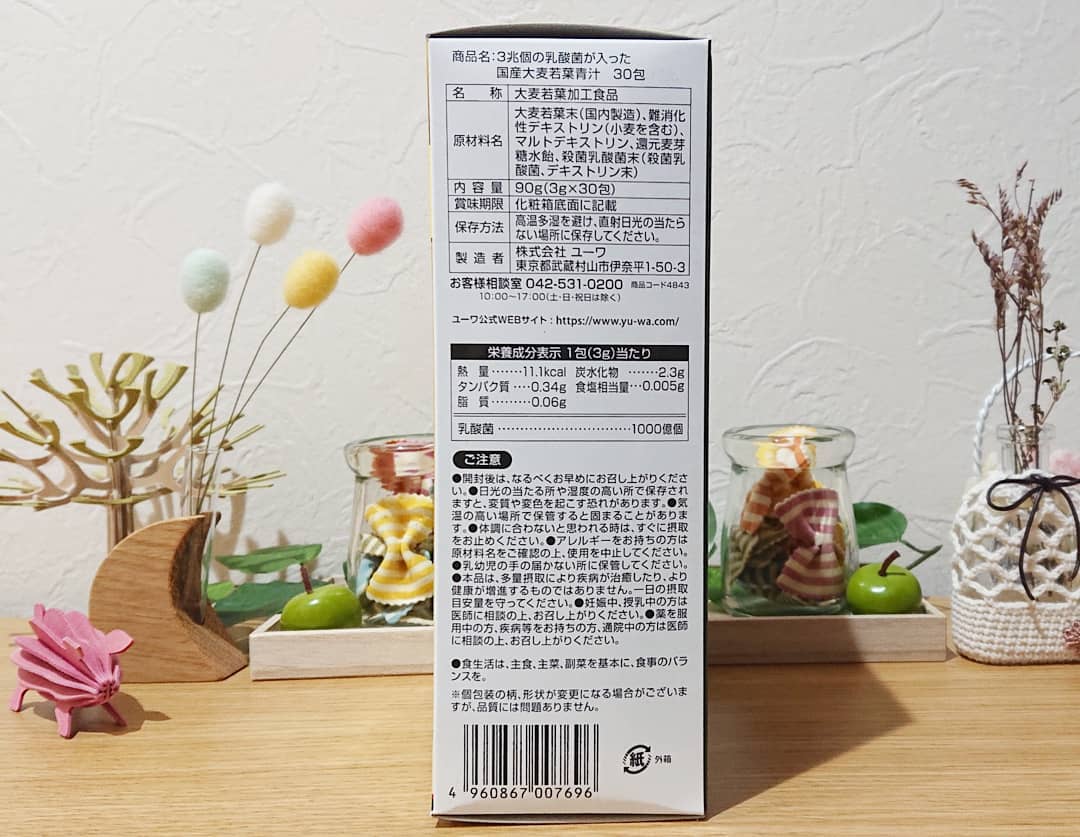 商品名:3兆個の乳酸菌が入った
国産大麦若葉青汁 30包
名称 大麦若葉加工食品
原材料名 大麦若葉末(国内製造)、難消化
性デキストリン(小麦を含む)、
マルトデキストリン、還元麦芽
糖水飴、殺菌乳酸菌末(殺菌乳
酸菌、デキストリン末)
内容量 90g(3g×30包)
賞味期限 化粧箱底面に記載
保存方法 高温多湿を避け、直射日光の当たら
ない場所に保存してください。
製造者 株式会社 ユーワ
東京都武蔵村山市伊奈平1-50-3
お客様相談室 042-531-0200 商品コード4843
10:00~17:00(土・日・祝日は除く)
ユーワ公式WEBサイト:https://www.yu-wa.com/
栄養成分表示 1包(3g)当たり
熱量……11.1kcal 炭水化物……2.3g
タンパク質…0.34g 食塩相当量…0.005g
脂質………0.06g
乳酸菌…………………………1000億個
ご注意
●開封後は、なるべくお早めにお召し上がりくださ
い。●日光の当たる所や湿度の高い所で保存されま
すと、変質や変色を起こす恐れがあります。●気
温の高い場所で保管すると固まることがありま
す。●体調に合わないと思われる時は、すぐに摂取
をお止めください。●アレルギーをお持ちの方は
原材料名をご確認の上、使用を中止してください。
●乳幼児の手の届かない所に保管してください。
●本品は、多量摂取により疾病が治癒したり、より
健康が増進するものではありません。一日の摂取
目安量を守ってください。●妊娠中、授乳中の方は
医師に相談の上、お召し上がりください。●薬を服
用中の方、疾病等をお持ちの方、通院中の方は医師
に相談の上、お召し上がりください。
●食生活は、主食、主菜、副菜を基本に、食事のバラ
ンスを。
※個包装の柄、形状が変更になる場合がございま
すが、品質には問題ありません。
紙 外箱
4 960867 007696